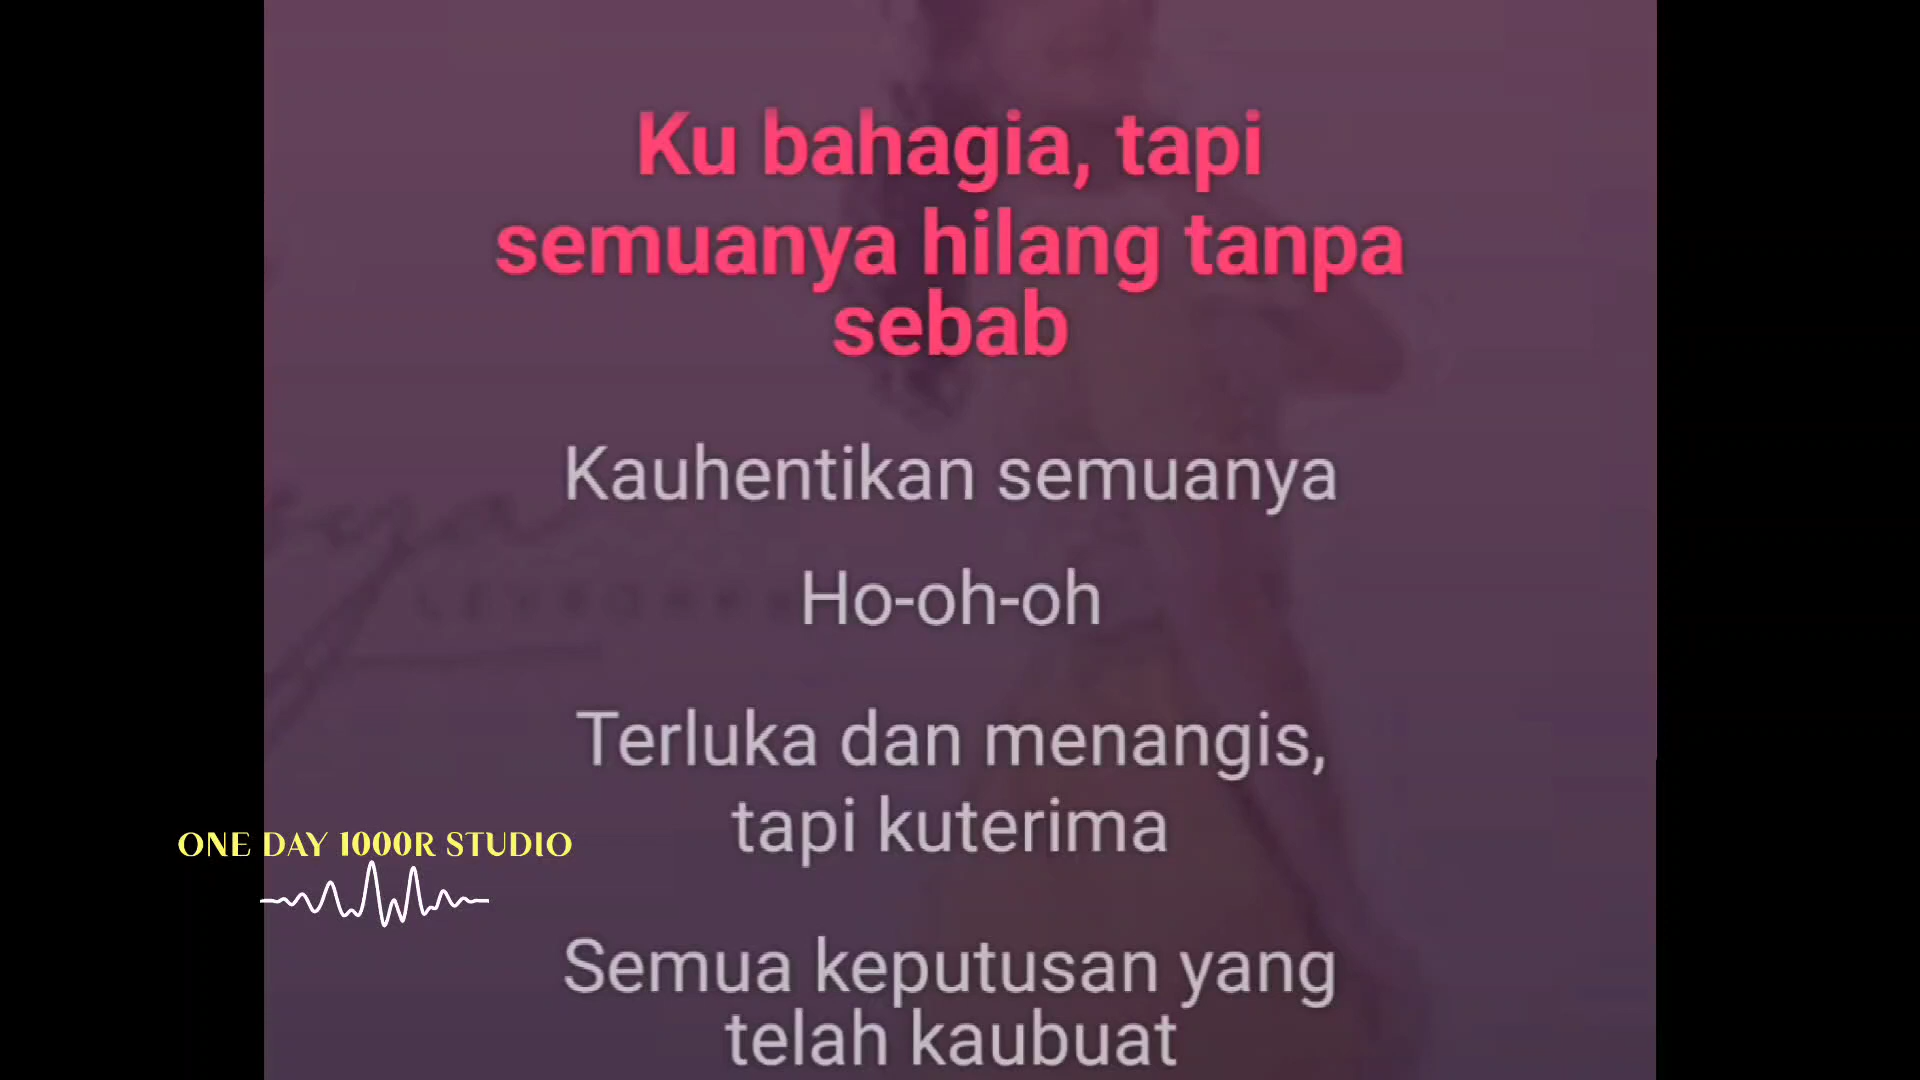 Ku bahagia, tapi
semuanya hilang tanpa
sebab
Kauhentikan semuanya
Ho-oh-oh
Terluka dan menangis,
tapi kuterima
ONE DAY 1000R STUDIO
Semua keputusan yang
telah kaubuat